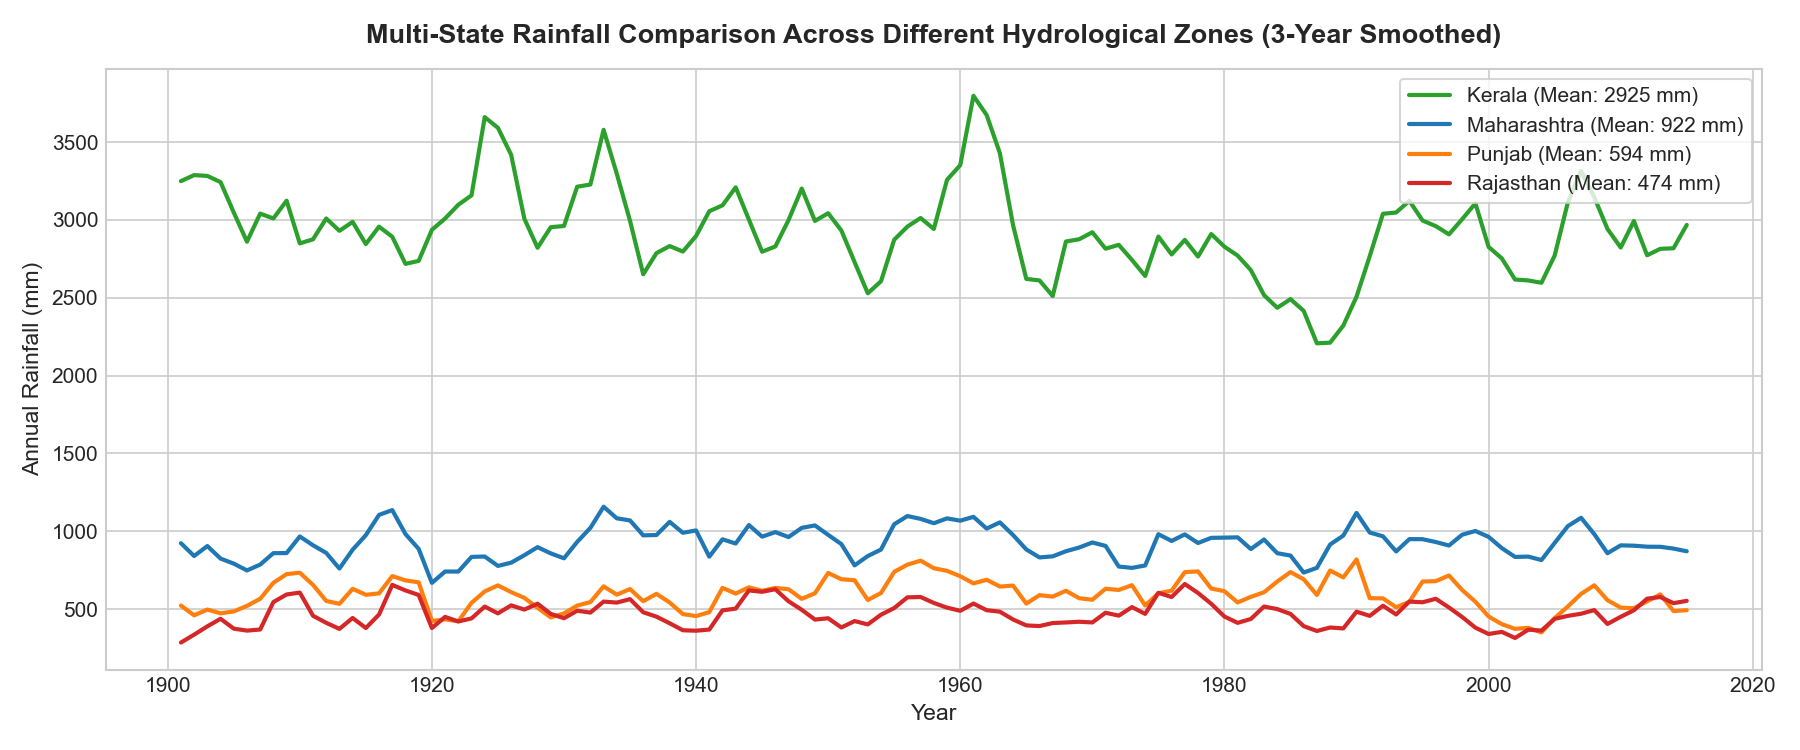 Multi-State Rainfall Comparison Across Different Hydrological Zones (3-Year Smoothed)
Kerala (Mean: 2925 mm)
Maharashtra (Mean: 922 mm)
Punjab (Mean: 594 mm)
Rajasthan (Mean: 474 mm)
Annual Rainfall (mm)
3500
3000
2500
2000
1500
1000
500
1900 1920 1940 1960 1980 2000 2020
Year